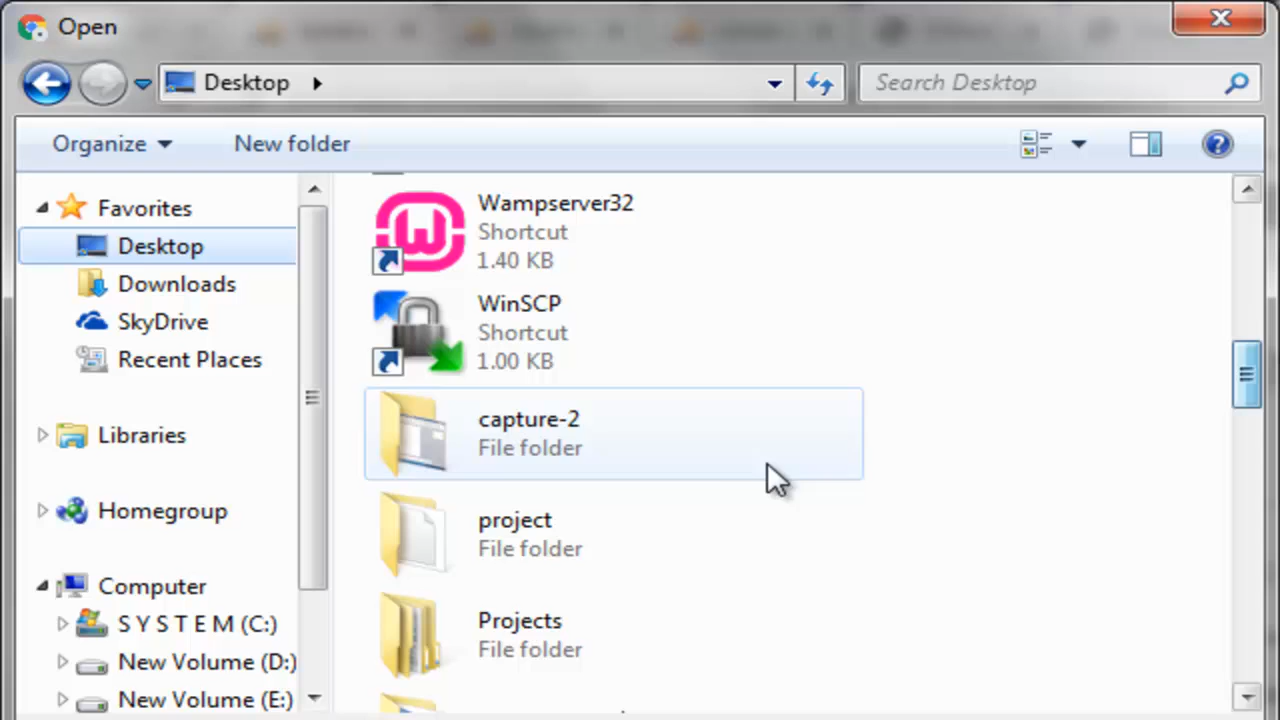 Open
Desktop
Search Desktop
Organize
New folder
Favorites
Desktop
Downloads
SkyDrive
Recent Places
Libraries
Homegroup
Computer
S Y S T E M (C:)
New Volume (D:)
New Volume (E:)
Wampserver32
Shortcut
1.40 KB
WinSCP
Shortcut
1.00 KB
capture-2
File folder
project
File folder
Projects
File folder